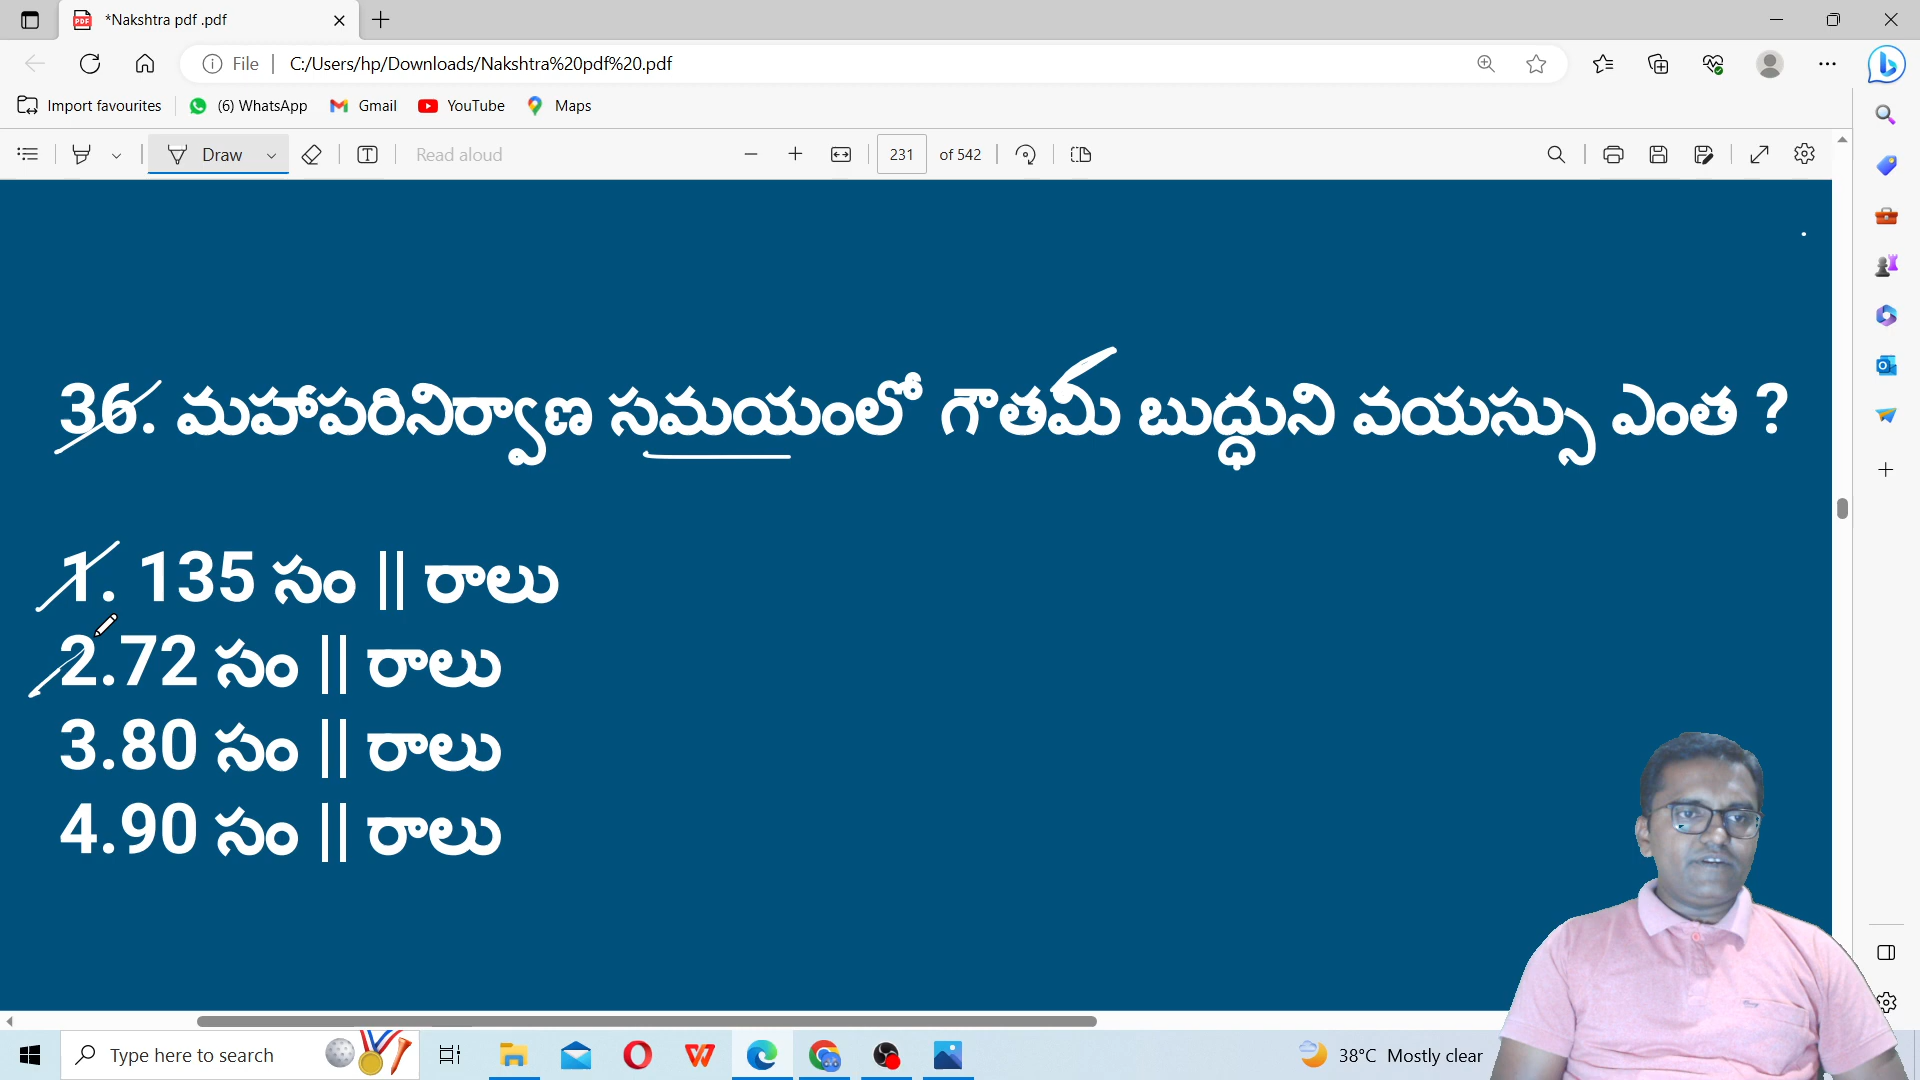 *Nakshtra pdf .pdf
File C:/Users/hp/Downloads/Nakshtra%20pdf%20.pdf
Import favourites (6) WhatsApp Gmail YouTube Maps
Draw Read aloud 231 of 542
36. మహాపరినిర్వాణ సమయంలో గౌతమ్ బుద్ధుని వయస్సు ఎంత ?
1. 135 సం || రాలు
2.72 సం || రాలు
3.80 సం || రాలు
4.90 సం || రాలు
Type here to search 38°C Mostly clear